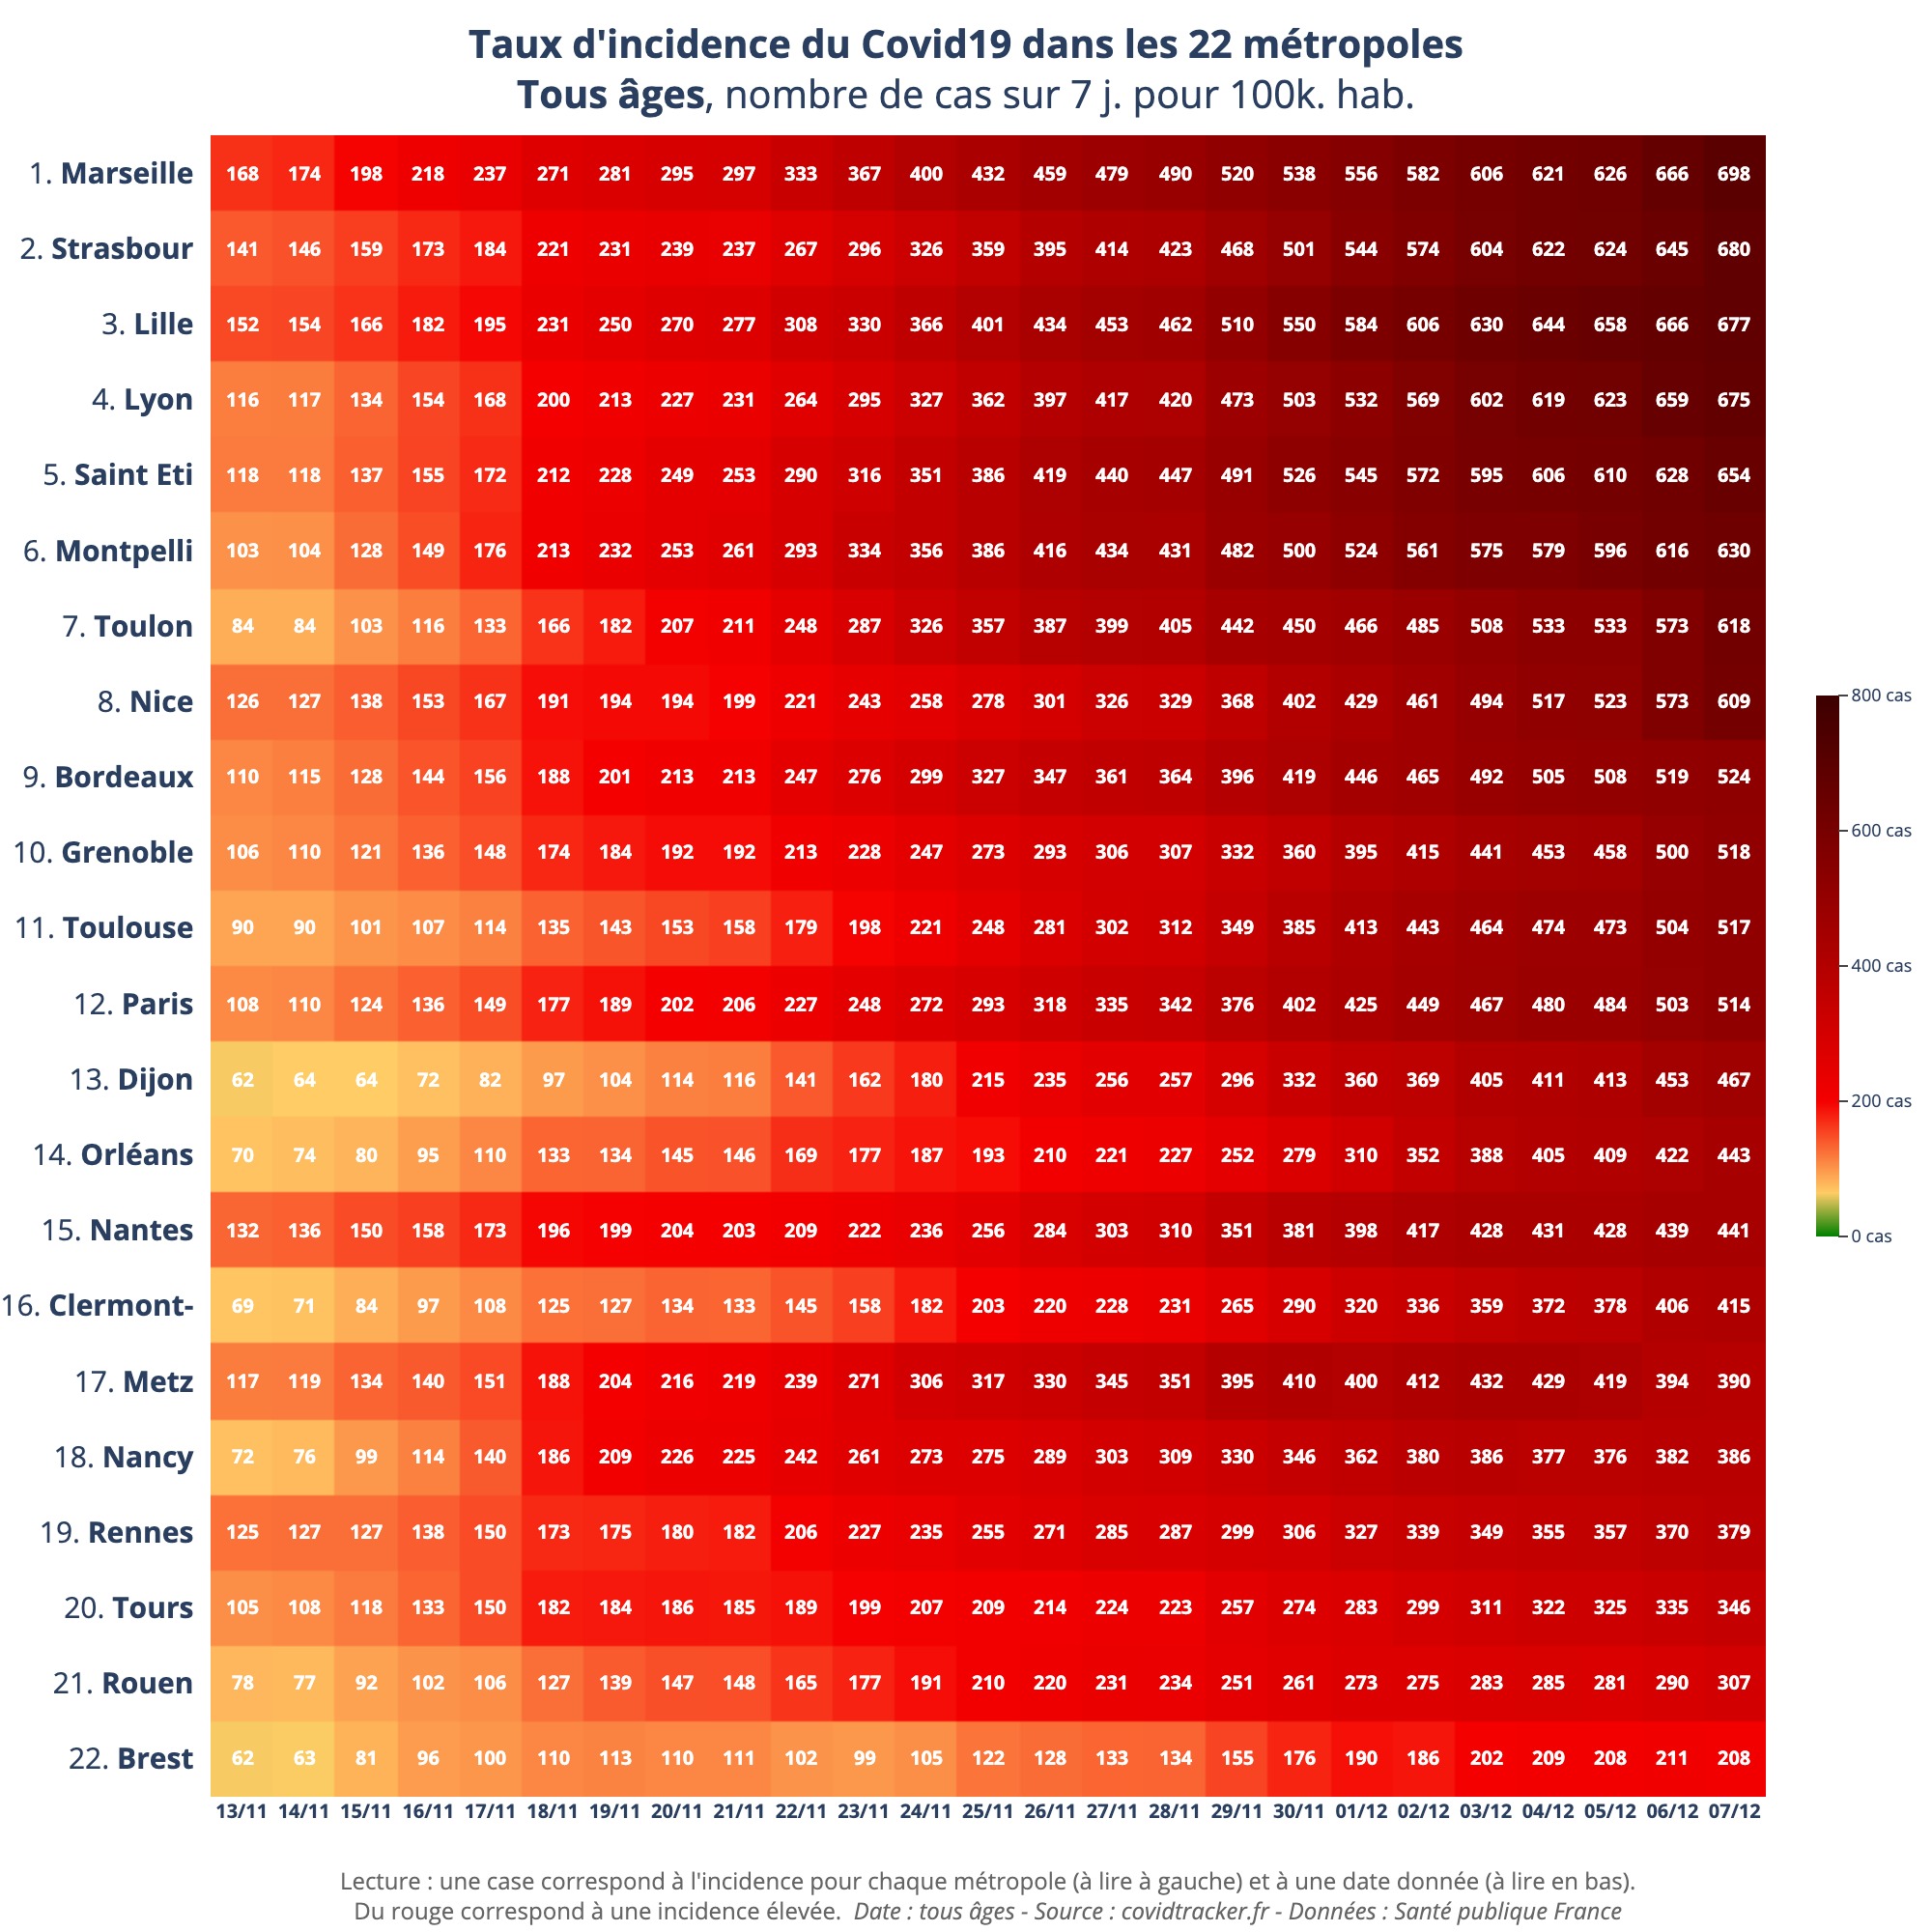 Taux d'incidence du Covid19 dans les 22 métropoles
Tous âges, nombre de cas sur 7 j. pour 100k. hab.
1. Marseille 168 174 198 218 237 271 281 295 297 333 367 400 432 459 479 490 520 538 556 582 606 621 626 666 698
2. Strasbour 141 146 159 173 184 221 231 239 237 267 296 326 359 395 414 423 468 501 544 574 604 622 624 645 680
3. Lille 152 154 166 182 195 231 250 270 277 308 330 366 401 434 453 462 510 550 584 606 630 644 658 666 677
4. Lyon 116 117 134 154 168 200 213 227 231 264 295 327 362 397 417 420 473 503 532 569 602 619 623 659 675
5. Saint Eti 118 118 137 155 172 212 228 249 253 290 316 351 386 419 440 447 491 526 545 572 595 606 610 628 654
6. Montpelli 103 104 128 149 176 213 232 253 261 293 334 356 386 416 434 431 482 500 524 561 575 579 596 616 630
7. Toulon 84 84 103 116 133 166 182 207 211 248 287 326 357 387 399 405 442 450 466 485 508 533 533 573 618
8. Nice 126 127 138 153 167 191 194 194 199 221 243 258 278 301 326 329 368 402 429 461 494 517 523 573 609
800 cas
9. Bordeaux 110 115 128 144 156 188 201 213 213 247 276 299 327 347 361 364 396 419 446 465 492 505 508 519 524
600 cas
10. Grenoble 106 110 121 136 148 174 184 192 192 213 228 247 273 293 306 307 332 360 395 415 441 453 458 500 518
11. Toulouse 90 90 101 107 114 135 143 153 158 179 198 221 248 281 302 312 349 385 413 443 464 474 473 504 517
400 cas
12. Paris 108 110 124 136 149 177 189 202 206 227 248 272 293 318 335 342 376 402 425 449 467 480 484 503 514
13. Dijon 62 64 64 72 82 97 104 114 116 141 162 180 215 235 256 257 296 332 360 369 405 411 413 453 467
200 cas
14. Orléans 70 74 80 95 110 133 134 145 146 169 177 187 193 210 221 227 252 279 310 352 388 405 409 422 443
15. Nantes 132 136 150 158 173 196 199 204 203 209 222 236 256 284 303 310 351 381 398 417 428 431 428 439 441
0 cas
16. Clermont- 69 71 84 97 108 125 127 134 133 145 158 182 203 220 228 231 265 290 320 336 359 372 378 406 415
17. Metz 117 119 134 140 151 188 204 216 219 239 271 306 317 330 345 351 395 410 400 412 432 429 419 394 390
18. Nancy 72 76 99 114 140 186 209 226 225 242 261 273 275 289 303 309 330 346 362 380 386 377 376 382 386
19. Rennes 125 127 127 138 150 173 175 180 182 206 227 235 255 271 285 287 299 306 327 339 349 355 357 370 379
20. Tours 105 108 118 133 150 182 184 186 185 189 199 207 209 214 224 223 257 274 283 299 311 322 325 335 346
21. Rouen 78 77 92 102 106 127 139 147 148 165 177 191 210 220 231 234 251 261 273 275 283 285 281 290 307
22. Brest 62 63 81 96 100 110 113 110 111 102 99 105 122 128 133 134 155 176 190 186 202 209 208 211 208
13/11 14/11 15/11 16/11 17/11 18/11 19/11 20/11 21/11 22/11 23/11 24/11 25/11 26/11 27/11 28/11 29/11 30/11 01/12 02/12 03/12 04/12 05/12 06/12 07/12
Lecture : une case correspond à l'incidence pour chaque métropole (à lire à gauche) et à une date donnée (à lire en bas).
Du rouge correspond à une incidence élevée. Date : tous âges - Source : covidtracker.fr - Données : Santé publique France